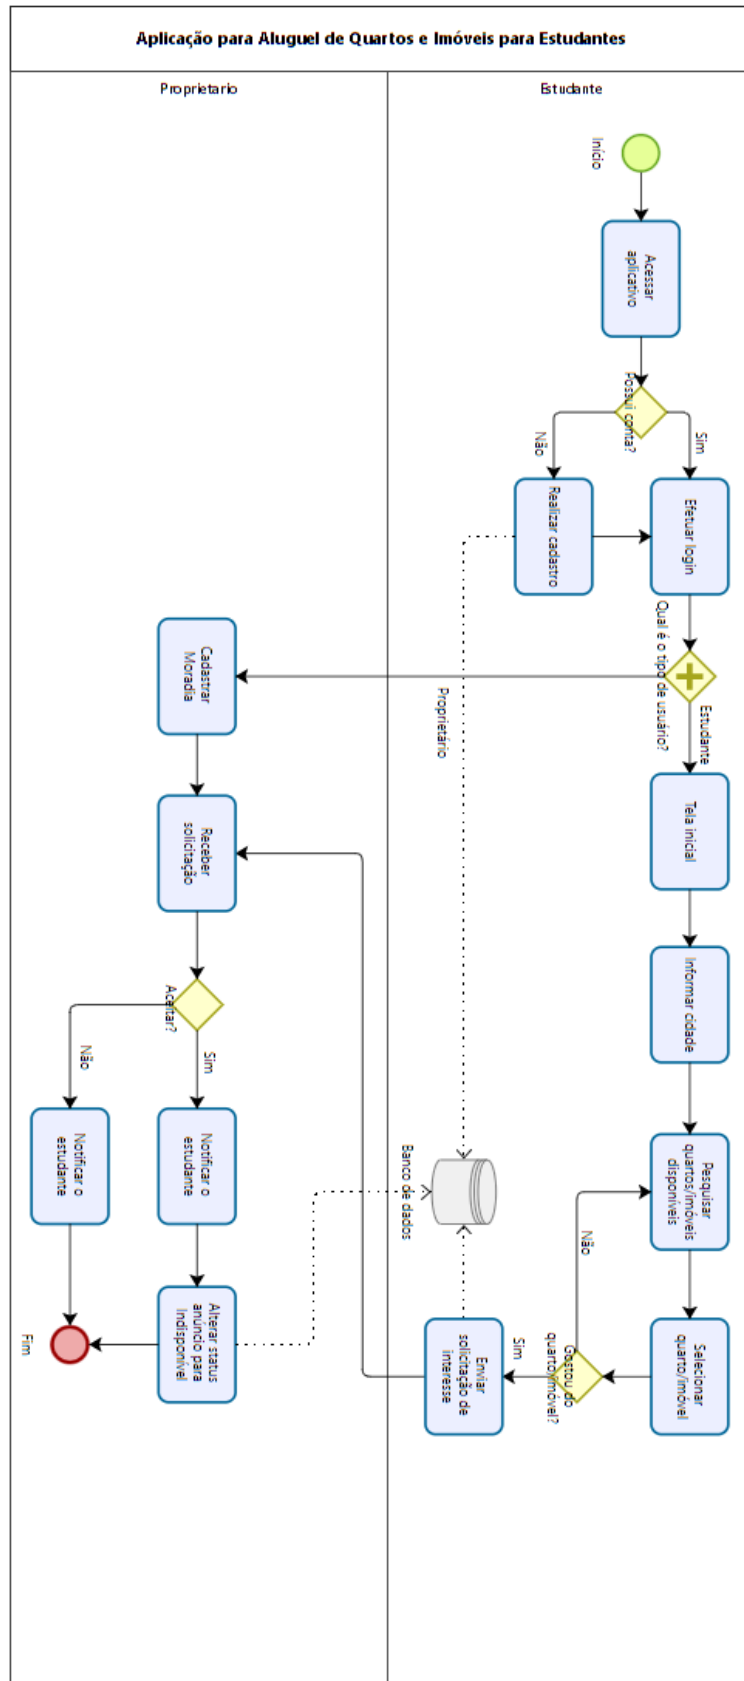 Aplicação para Aluguel de Quartos e Imóveis para Estudantes
Proprietario
Estudante
Início
Acessar
aplicativo
Possui conta?
Sim
Não
Efetuar login
Realizar cadastro
Qual é o tipo de usuário?
Estudante
Proprietário
Cadastrar
Moradia
Tela inicial
Receber
solicitação
Informar cidade
Aceitar?
Sim
Não
Notificar o
estudante
Notificar o
estudante
Banco de dados
Pesquisar
quartos/imóveis
disponíveis
Não
Selecionar
quarto/imóvel
Gostou do
quarto/imóvel?
Sim
Enviar
solicitação de
interesse
Alterar status
anúncio para
Indisponível
Fim